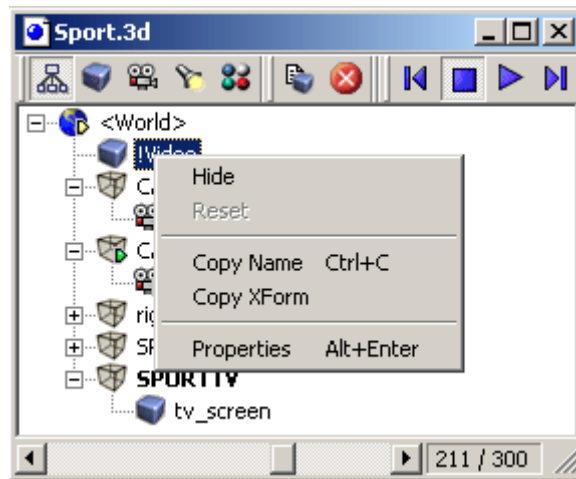 Sport.3d
<World>
!Video
Hide
Reset
Copy Name Ctrl+C
Copy XForm
Properties Alt+Enter
SPORTTV
tv_screen
211 / 300